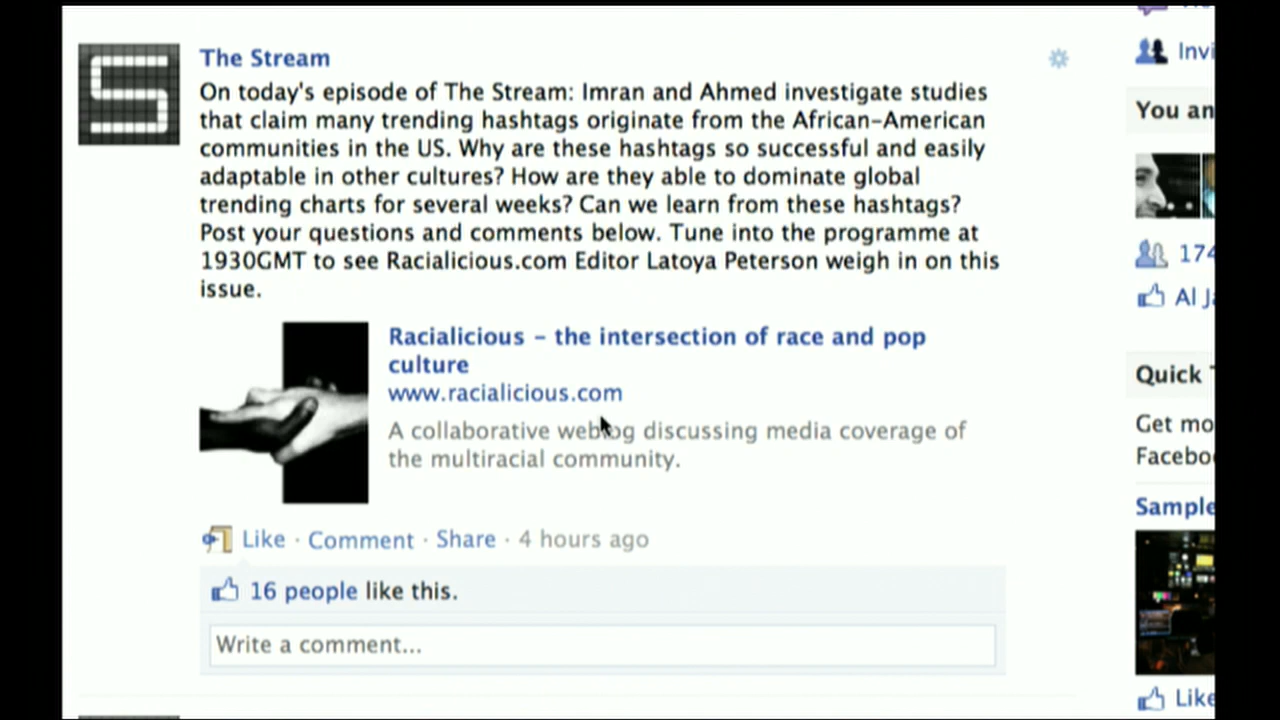 The Stream
On today's episode of The Stream: Imran and Ahmed investigate studies
that claim many trending hashtags originate from the African-American
communities in the US. Why are these hashtags so successful and easily
adaptable in other cultures? How are they able to dominate global
trending charts for several weeks? Can we learn from these hashtags?
Post your questions and comments below. Tune into the programme at
1930GMT to see Racialicious.com Editor Latoya Peterson weigh in on this
issue.
Racialicious - the intersection of race and pop
culture
www.racialicious.com
A collaborative weblog discussing media coverage of
the multiracial community.
Like · Comment · Share · 4 hours ago
16 people like this.
Write a comment...
Invi
You an
174
Al J
Quick
Get mo
Facebo
Sample
Like